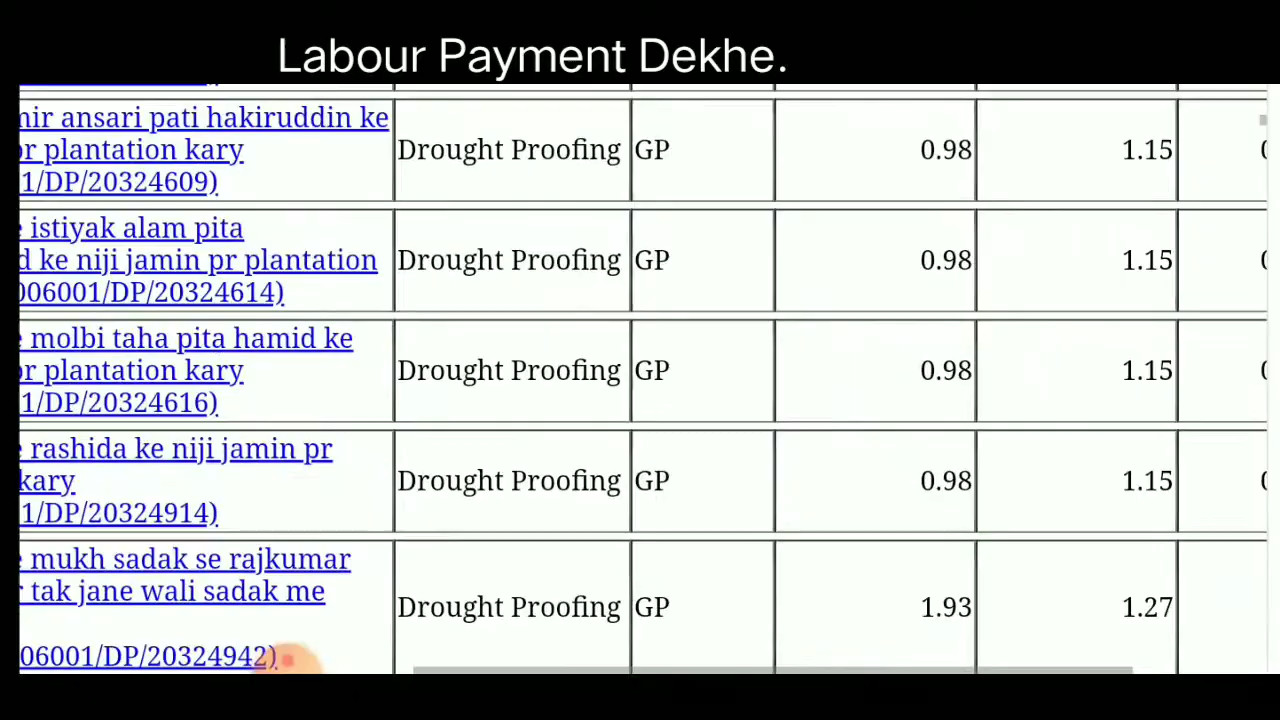 Labour Payment Dekhe.
ansari pati hakiruddin ke
plantation kary
1/DP/20324609)
Drought Proofing GP 0.98 1.15
istiyak alam pita
ke niji jamin pr plantation
006001/DP/20324614)
Drought Proofing GP 0.98 1.15
molbi taha pita hamid ke
plantation kary
1/DP/20324616)
Drought Proofing GP 0.98 1.15
rashida ke niji jamin pr
kary
1/DP/20324914)
Drought Proofing GP 0.98 1.15
mukh sadak se rajkumar
tak jane wali sadak me
06001/DP/20324942)
Drought Proofing GP 1.93 1.27